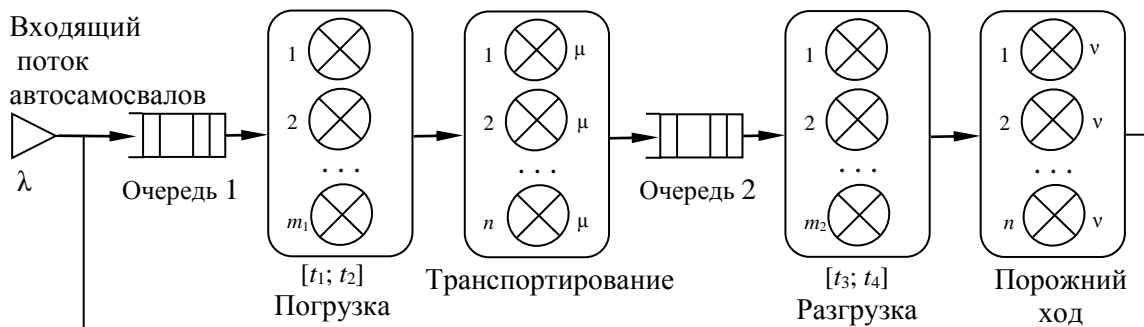 Входящий
поток
автосамосвалов
λ
Очередь 1
1
2
. . .
m₁
[t₁; t₂]
Погрузка
1 μ
2 μ
. . .
n μ
Транспортирование
Очередь 2
1
2
. . .
m₂
[t₃; t₄]
Разгрузка
1 ν
2 ν
. . .
n ν
Порожний
ход